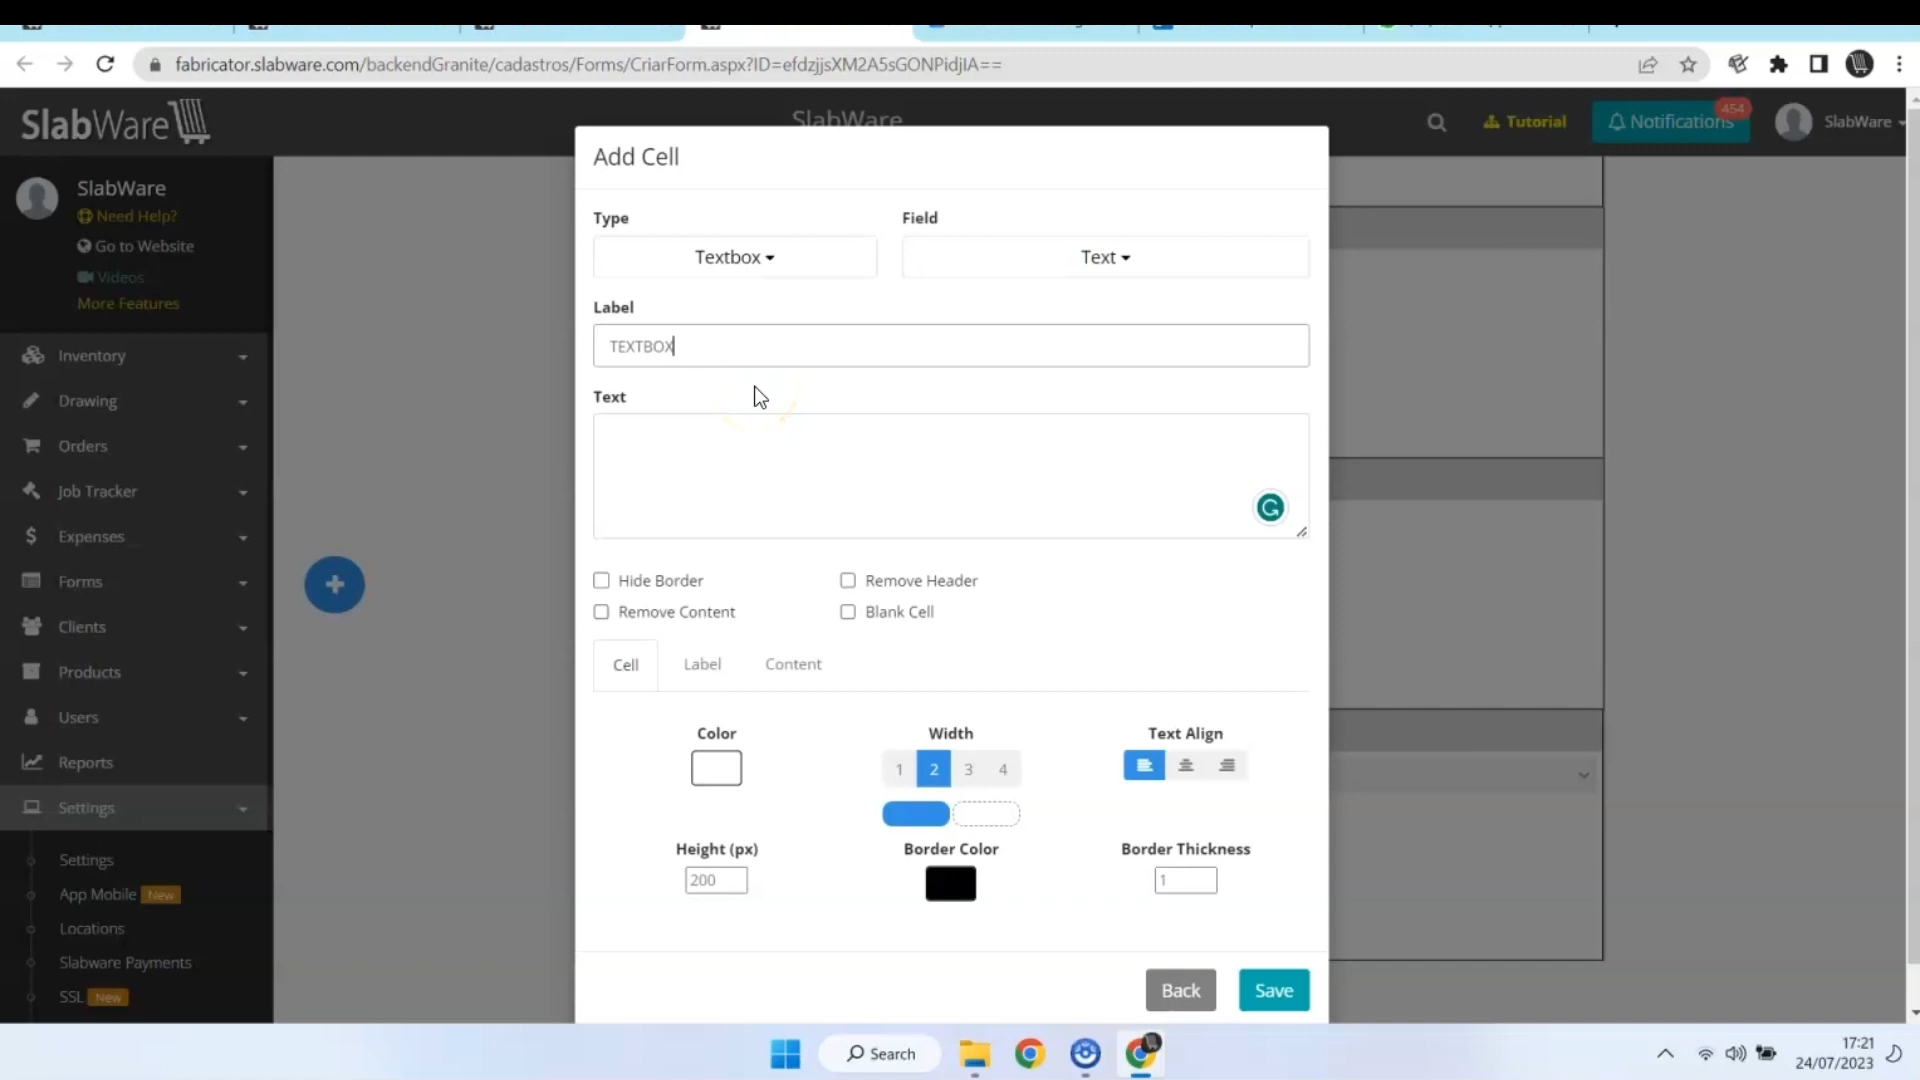 fabricator.slabware.com/backendGranite/cadastros/Forms/CriarForm.aspx?ID=efdzjjsXM2A5sGONPidjIA==
SlabWare
SlabWare
Tutorial
Notifications
454
SlabWare
SlabWare
Need Help?
Go to Website
Videos
More Features
Inventory
Drawing
Orders
Job Tracker
Expenses
Forms
Clients
Products
Users
Reports
Settings
Settings
App Mobile New
Locations
Slabware Payments
SSL New
Add Cell
Type Field
Textbox Text
Label
TEXTBOX
Text
Hide Border Remove Header
Remove Content Blank Cell
Cell Label Content
Color Width Text Align
1 2 3 4
Height (px) Border Color Border Thickness
200 1
Back Save
Search
17:21
24/07/2023